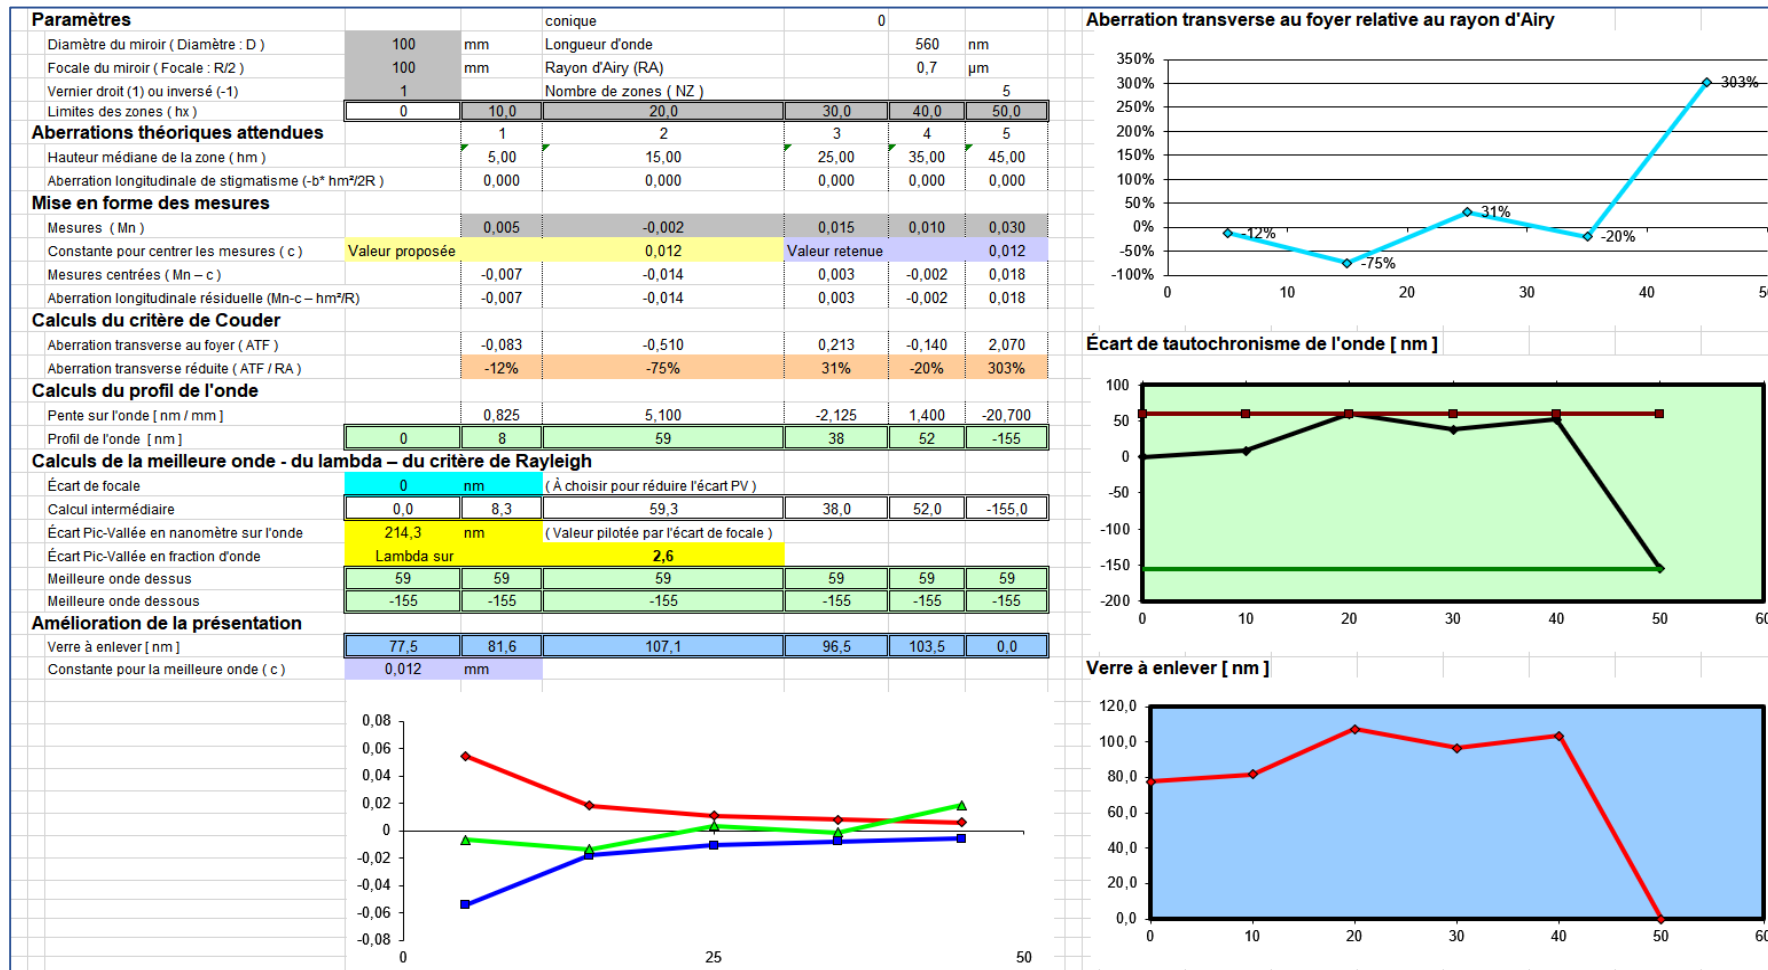 Paramètres conique 0
Diamètre du miroir ( Diamètre : D ) 100 mm Longueur d'onde 560 nm
Focale du miroir ( Focale : R/2 ) 100 mm Rayon d'Airy (RA) 0,7 µm
Vernier droit (1) ou inversé (-1) 1 Nombre de zones ( NZ ) 5
Limites des zones ( hx ) 0 10,0 20,0 30,0 40,0 50,0
Aberrations théoriques attendues 1 2 3 4 5
Hauteur médiane de la zone ( hm ) 5,00 15,00 25,00 35,00 45,00
Aberration longitudinale de stigmatisme (-b* hm²/2R ) 0,000 0,000 0,000 0,000 0,000
Mise en forme des mesures
Mesures ( Mn ) 0,005 -0,002 0,015 0,010 0,030
Constante pour centrer les mesures ( c ) Valeur proposée 0,012 Valeur retenue 0,012
Mesures centrées ( Mn – c ) -0,007 -0,014 0,003 -0,002 0,018
Aberration longitudinale résiduelle (Mn-c – hm²/R) -0,007 -0,014 0,003 -0,002 0,018
Calculs du critère de Couder
Aberration transverse au foyer ( ATF ) -0,083 -0,510 0,213 -0,140 2,070
Aberration transverse réduite ( ATF / RA ) -12% -75% 31% -20% 303%
Calculs du profil de l'onde
Pente sur l'onde [ nm / mm ] 0,825 5,100 -2,125 1,400 -20,700
Profil de l'onde [ nm ] 0 8 59 38 52 -155
Calculs de la meilleure onde - du lambda – du critère de Rayleigh
Écart de focale 0 nm ( À choisir pour réduire l'écart PV )
Calcul intermédiaire 0,0 8,3 59,3 38,0 52,0 -155,0
Écart Pic-Vallée en nanomètre sur l'onde 214,3 nm ( Valeur pilotée par l'écart de focale )
Écart Pic-Vallée en fraction d'onde Lambda sur 2,6
Meilleure onde dessus 59 59 59 59 59 59
Meilleure onde dessous -155 -155 -155 -155 -155 -155
Amélioration de la présentation
Verre à enlever [ nm ] 77,5 81,6 107,1 96,5 103,5 0,0
Constante pour la meilleure onde ( c ) 0,012 mm
0,08
0,06
0,04
0,02
0
-0,02
-0,04
-0,06
-0,08
0 25 50
Aberration transverse au foyer relative au rayon d'Airy
350%
300%
250%
200%
150%
100%
50%
0%
-50%
-100%
-12% -75% 31% -20% 303%
0 10 20 30 40 50
Écart de tautochronisme de l'onde [ nm ]
100
50
0
-50
-100
-150
-200
0 10 20 30 40 50 60
Verre à enlever [ nm ]
120,0
100,0
80,0
60,0
40,0
20,0
0,0
0 10 20 30 40 50 60